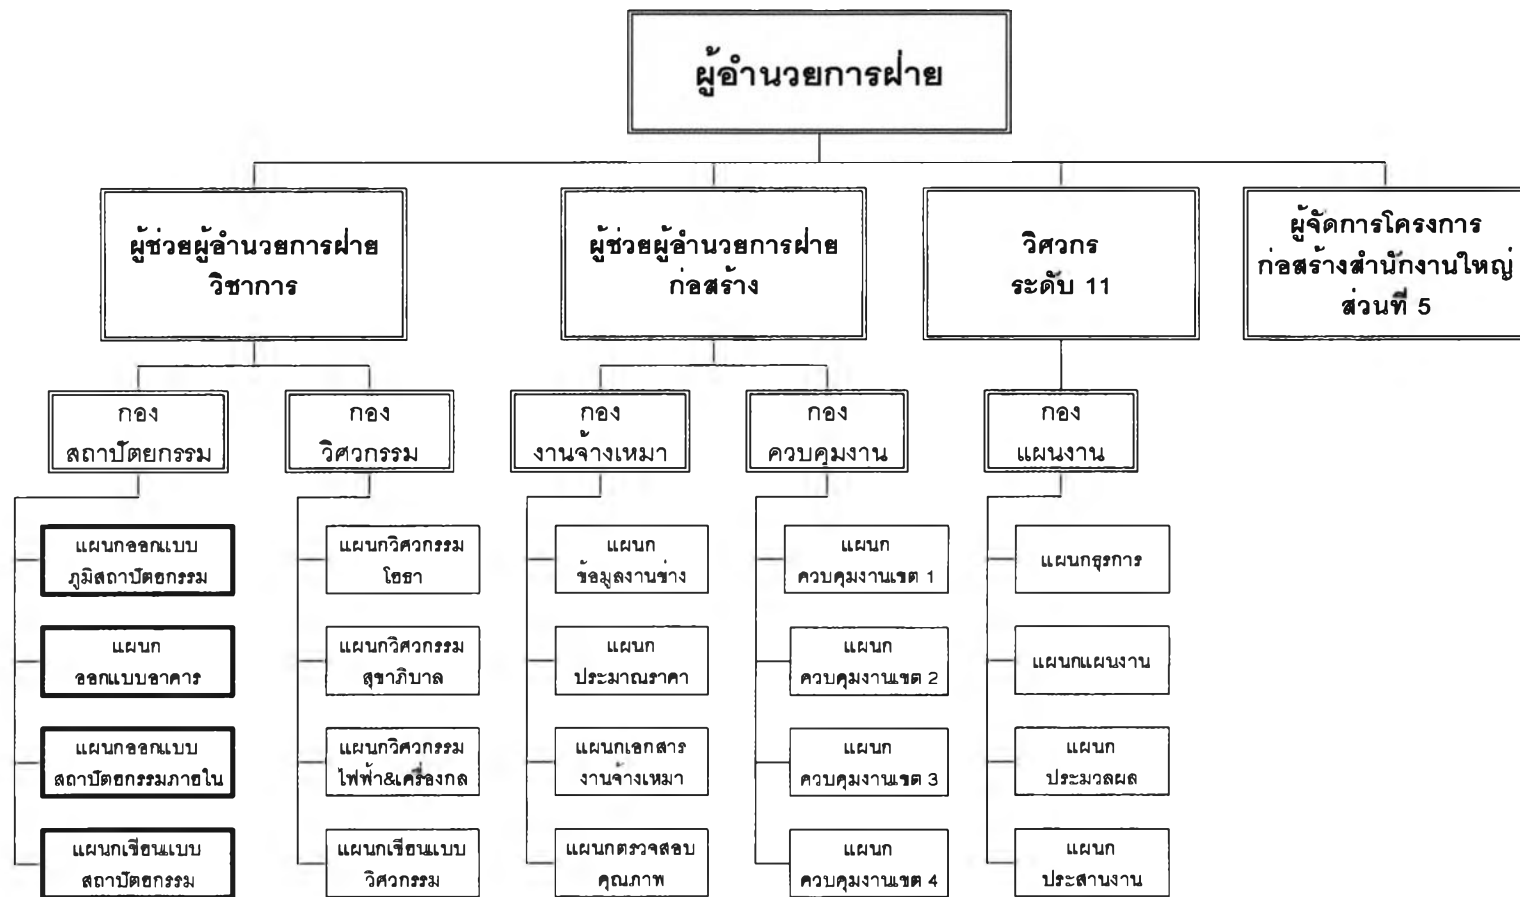 ผู้อำนวยการฝ่าย
ผู้ช่วยผู้อำนวยการฝ่าย
วิชาการ
ผู้ช่วยผู้อำนวยการฝ่าย
ก่อสร้าง
วิศวกร
ระดับ 11
ผู้จัดการโครงการ
ก่อสร้างสำนักงานใหญ่
ส่วนที่ 5
กอง
สถาปัตยกรรม
กอง
วิศวกรรม
กอง
งานจ้างเหมา
กอง
ควบคุมงาน
กอง
แผนงาน
แผนกออกแบบ
ภูมิสถาปัตยกรรม
แผนก
ออกแบบอาคาร
แผนกออกแบบ
สถาปัตยกรรมภายใน
แผนกเขียนแบบ
สถาปัตยกรรม
แผนกวิศวกรรม
โยธา
แผนกวิศวกรรม
สุขาภิบาล
แผนกวิศวกรรม
ไฟฟ้า&เครื่องกล
แผนกเขียนแบบ
วิศวกรรม
แผนก
ข้อมูลงานช่าง
แผนก
ประมาณราคา
แผนกเอกสาร
งานจ้างเหมา
แผนกตรวจสอบ
คุณภาพ
แผนก
ควบคุมงานเขต 1
แผนก
ควบคุมงานเขต 2
แผนก
ควบคุมงานเขต 3
แผนก
ควบคุมงานเขต 4
แผนกธุรการ
แผนกแผนงาน
แผนก
ประมวลผล
แผนก
ประสานงาน